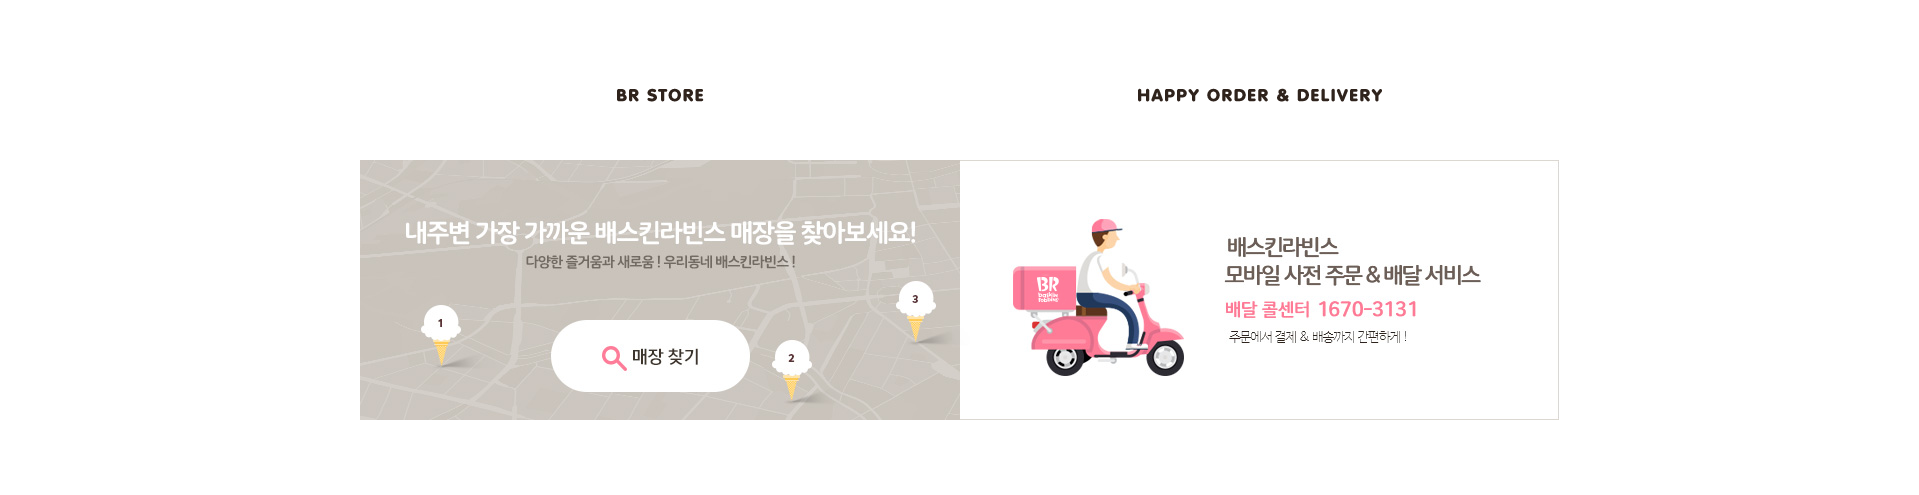 BR STORE
내주변 가장 가까운 배스킨라빈스 매장을 찾아보세요!
다양한 즐거움과 새로움 ! 우리동네 배스킨라빈스 !
1
2
3
매장 찾기
HAPPY ORDER & DELIVERY
BR
baskin
robbins
배스킨라빈스
모바일 사전 주문 & 배달 서비스
배달 콜센터 1670-3131
주문에서 결제 & 배송까지 간편하게 !